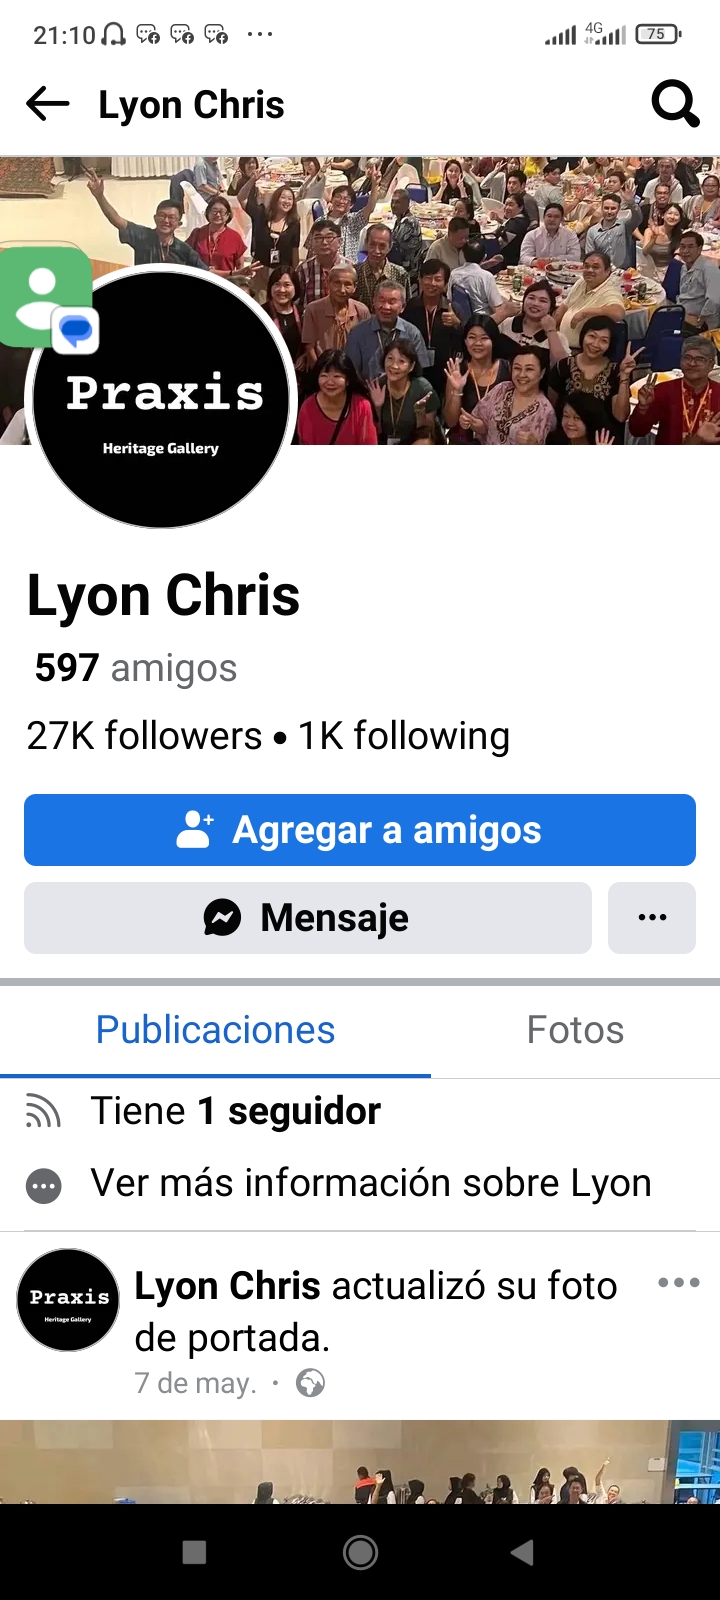 21:10
4G
75
Lyon Chris
Praxis
Heritage Gallery
Lyon Chris
597 amigos
27K followers • 1K following
Agregar a amigos
Mensaje
Publicaciones
Fotos
Tiene 1 seguidor
Ver más información sobre Lyon
Praxis
Heritage Gallery
Lyon Chris actualizó su foto
de portada.
7 de may. ·